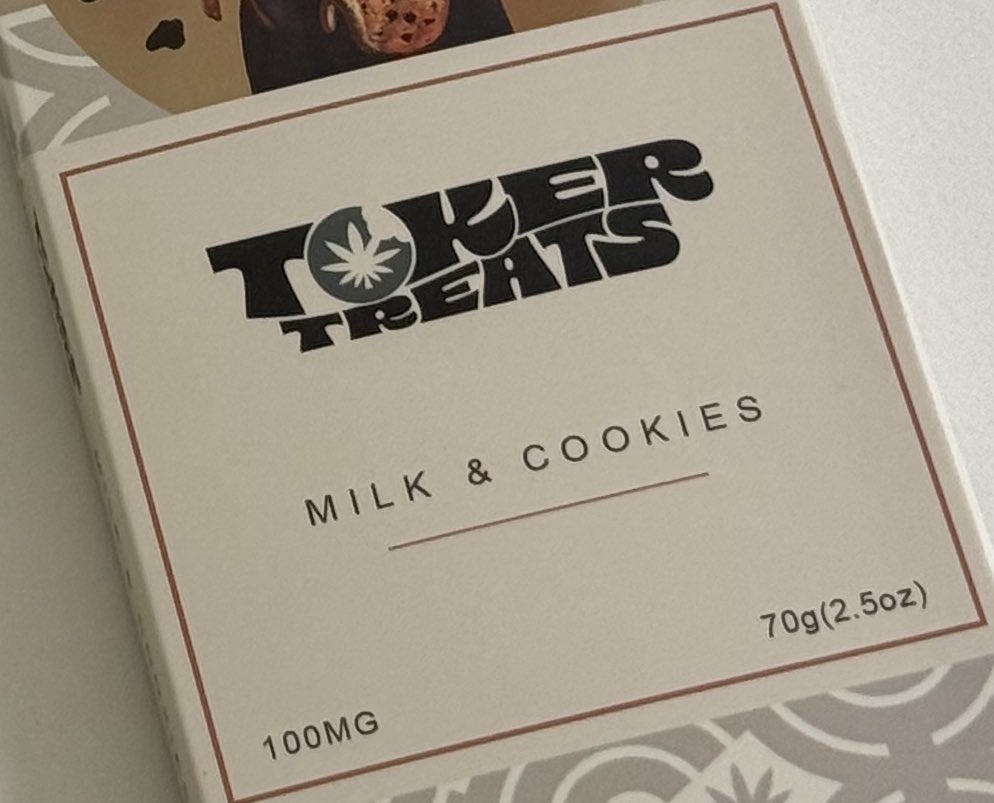 TOKER
TREATS
MILK & COOKIES
70g(2.5oz)
100MG